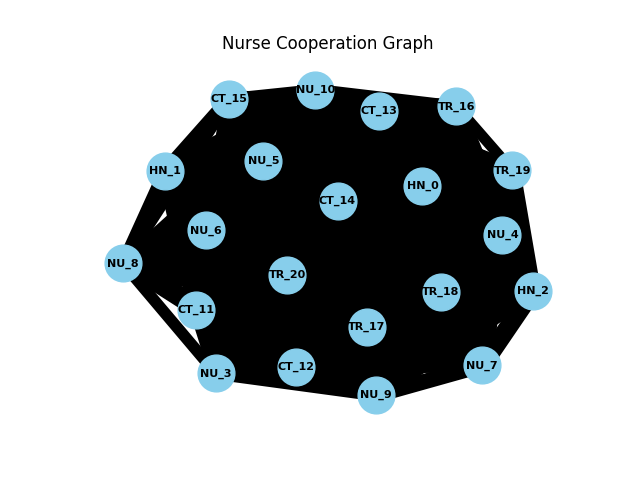 Nurse Cooperation Graph
NU_10
CT_15
TR_16
CT_13
NU_5
TR_19
HN_1
HN_0
CT_14
NU_6
NU_4
NU_8
TR_20
HN_2
TR_18
CT_11
TR_17
NU_7
CT_12
NU_3
NU_9